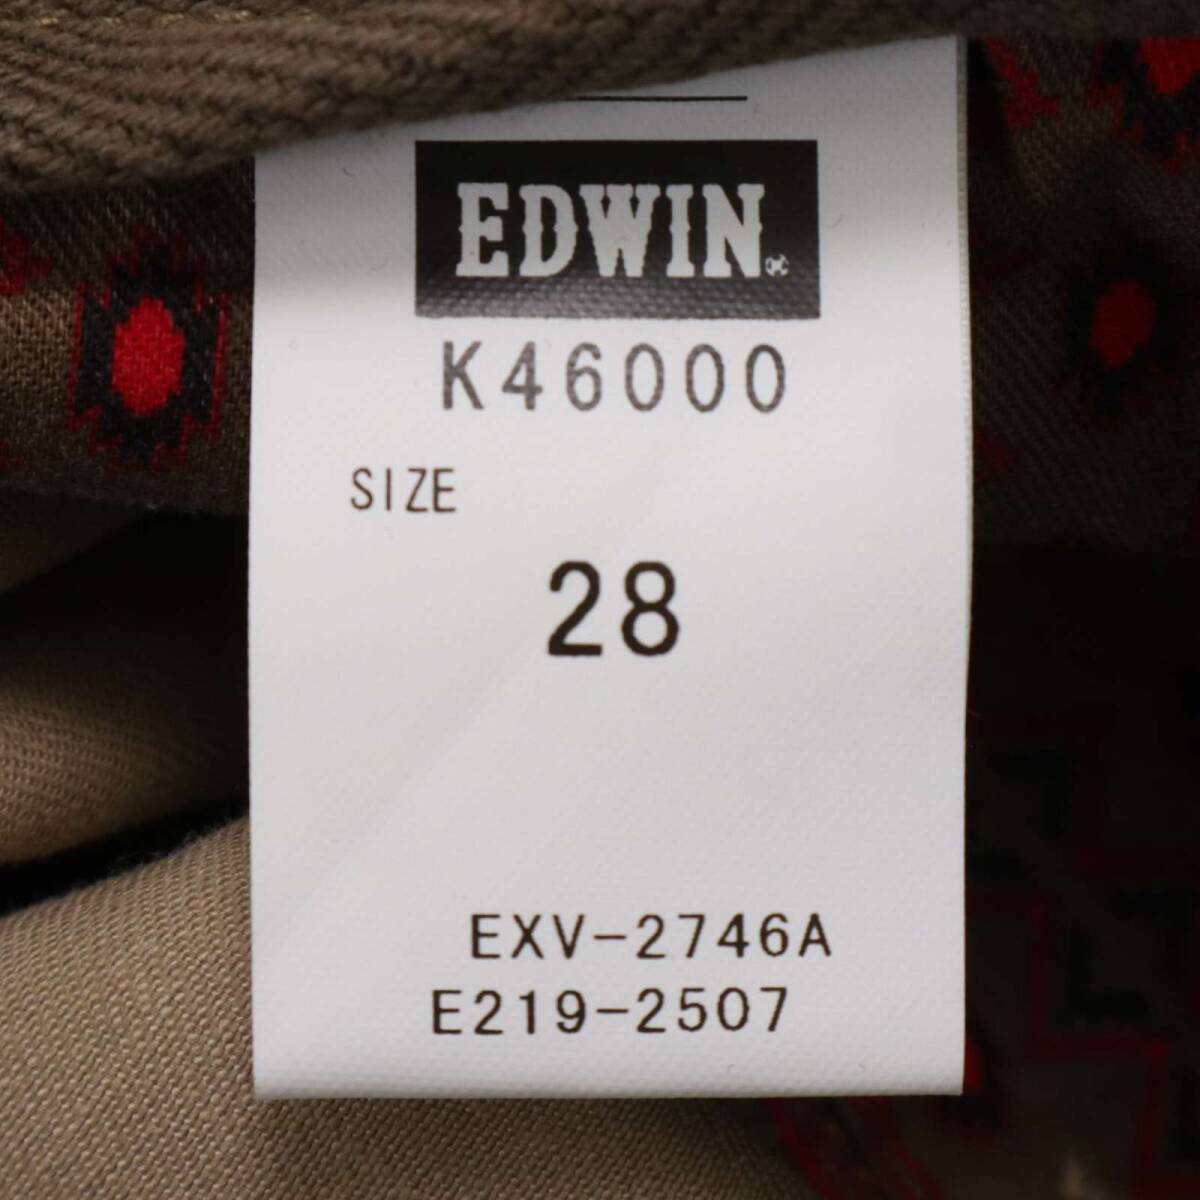 EDWIN
K46000
SIZE
28
EXV-2746A
E219-2507